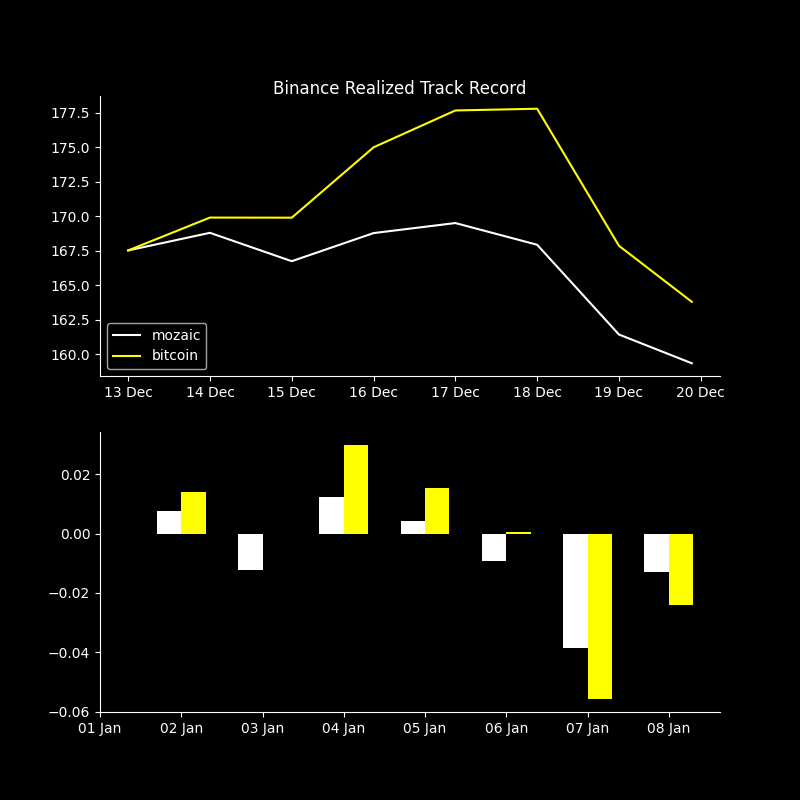 Binance Realized Track Record
177.5
175.0
172.5
170.0
167.5
165.0
162.5
160.0
mozaic
bitcoin
13 Dec 14 Dec 15 Dec 16 Dec 17 Dec 18 Dec 19 Dec 20 Dec
0.02
0.00
−0.02
−0.04
−0.06
01 Jan 02 Jan 03 Jan 04 Jan 05 Jan 06 Jan 07 Jan 08 Jan